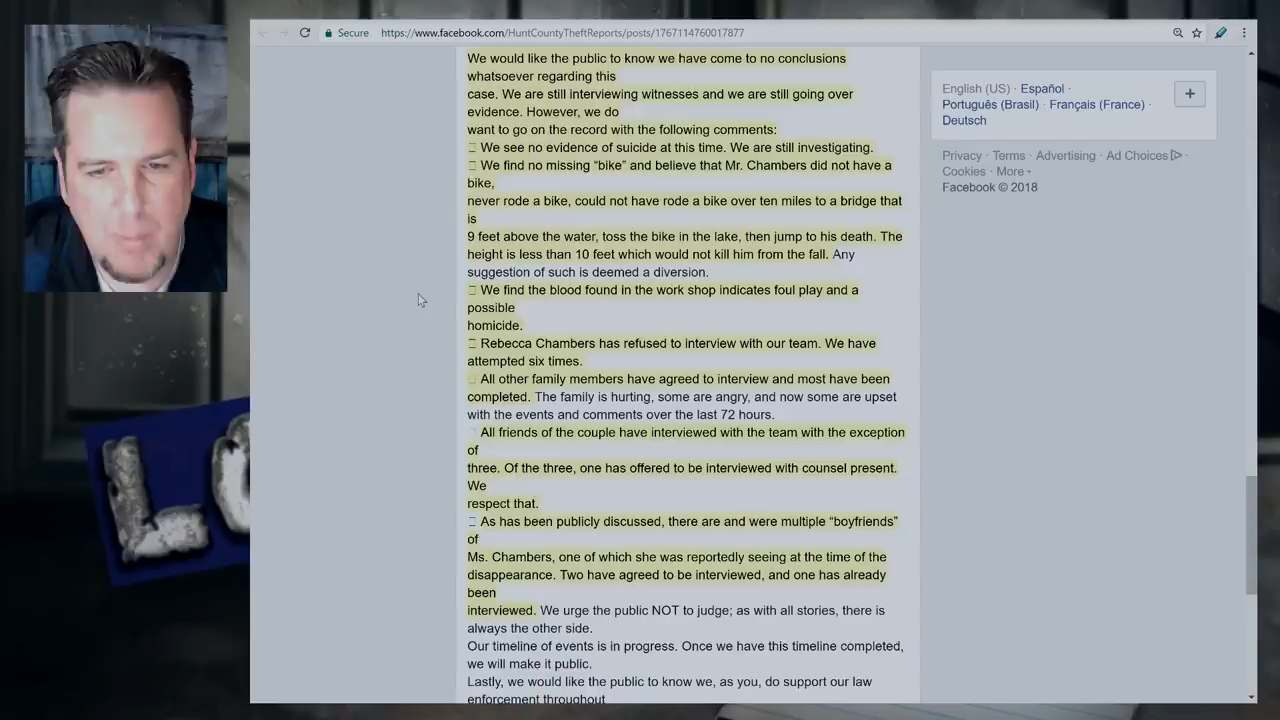 Secure
https://www.facebook.com/HuntCountyTheftReports/posts/1767114760017877
We would like the public to know we have come to no conclusions
whatsoever regarding this
case. We are still interviewing witnesses and we are still going over
evidence. However, we do
want to go on the record with the following comments:
We see no evidence of suicide at this time. We are still investigating.
We find no missing “bike” and believe that Mr. Chambers did not have a
bike,
never rode a bike, could not have rode a bike over ten miles to a bridge that
is
9 feet above the water, toss the bike in the lake, then jump to his death. The
height is less than 10 feet which would not kill him from the fall. Any
suggestion of such is deemed a diversion.
We find the blood found in the work shop indicates foul play and a
possible
homicide.
Rebecca Chambers has refused to interview with our team. We have
attempted six times.
All other family members have agreed to interview and most have been
completed. The family is hurting, some are angry, and now some are upset
with the events and comments over the last 72 hours.
All friends of the couple have interviewed with the team with the exception
of
three. Of the three, one has offered to be interviewed with counsel present.
We
respect that.
As has been publicly discussed, there are and were multiple “boyfriends”
of
Ms. Chambers, one of which she was reportedly seeing at the time of the
disappearance. Two have agreed to be interviewed, and one has already
been
interviewed. We urge the public NOT to judge; as with all stories, there is
always the other side.
Our timeline of events is in progress. Once we have this timeline completed,
we will make it public.
Lastly, we would like the public to know we, as you, do support our law
enforcement throughout
English (US) · Español ·
Português (Brasil) · Français (France) ·
Deutsch
Privacy · Terms · Advertising · Ad Choices ·
Cookies · More
Facebook © 2018
LO